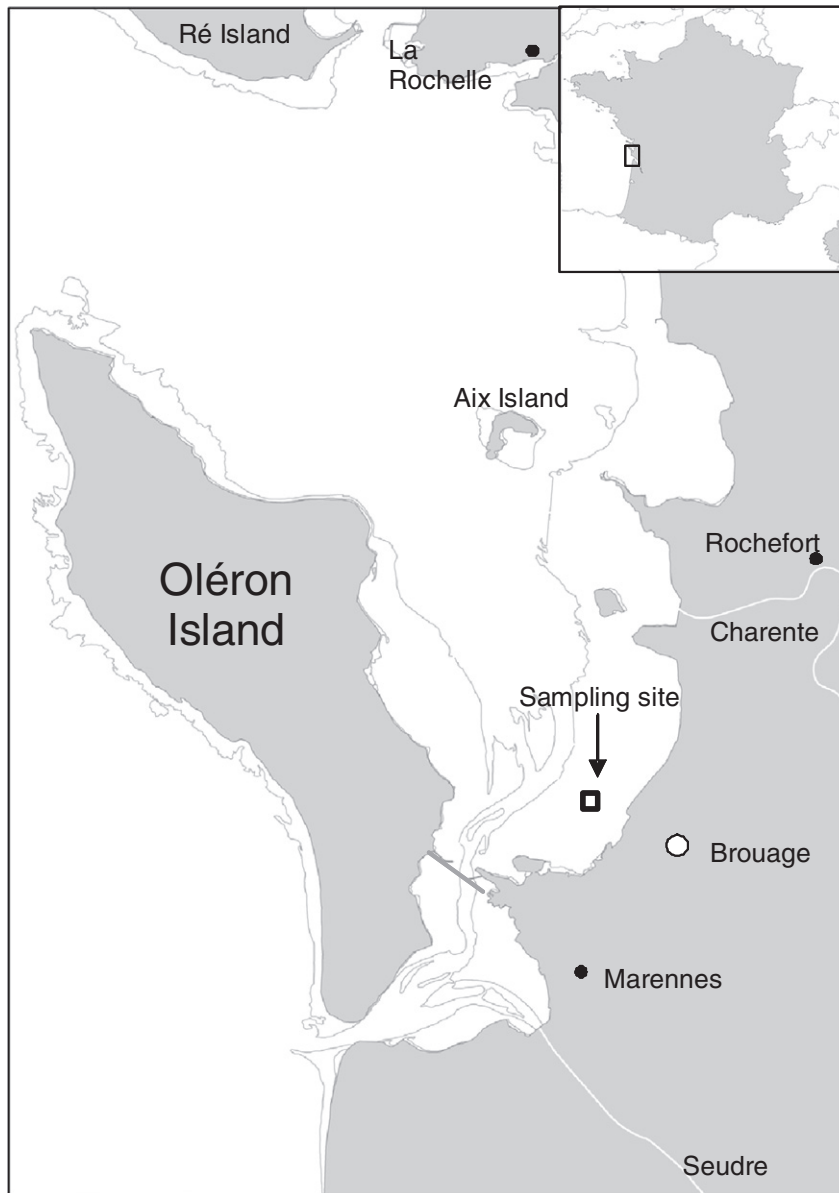 Ré Island
La
Rochelle
Aix Island
Rochefort
Oléron
Island
Charente
Sampling site
Brouage
Marennes
Seudre